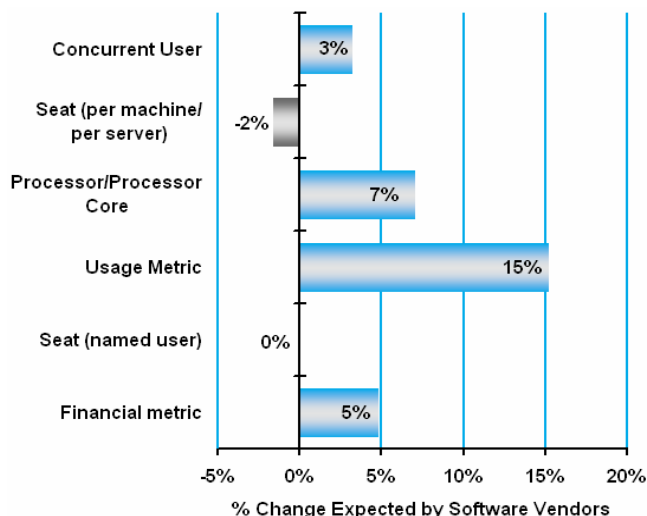 Concurrent User
3%
Seat (per machine/
per server)
-2%
Processor/Processor
Core
7%
Usage Metric
15%
Seat (named user)
0%
Financial metric
5%
-5% 0% 5% 10% 15% 20%
% Change Expected by Software Vendors